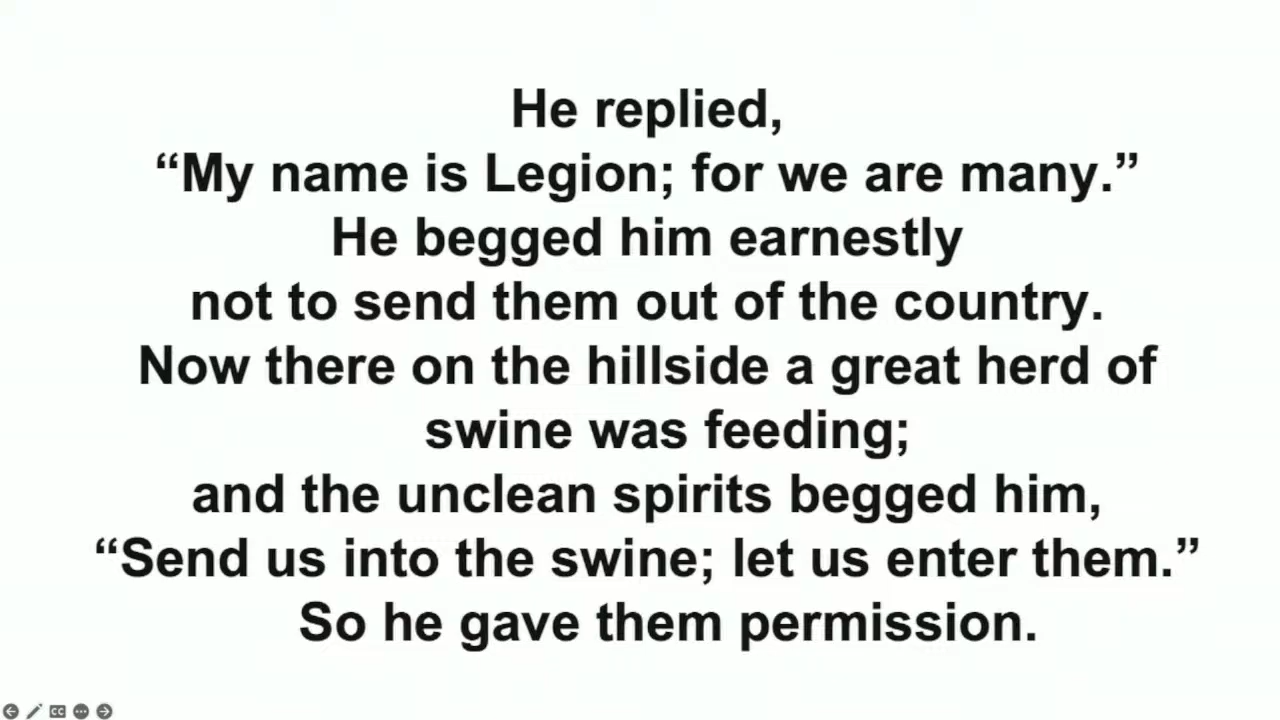 He replied,
“My name is Legion; for we are many.”
He begged him earnestly
not to send them out of the country.
Now there on the hillside a great herd of
swine was feeding;
and the unclean spirits begged him,
“Send us into the swine; let us enter them.”
So he gave them permission.
CC